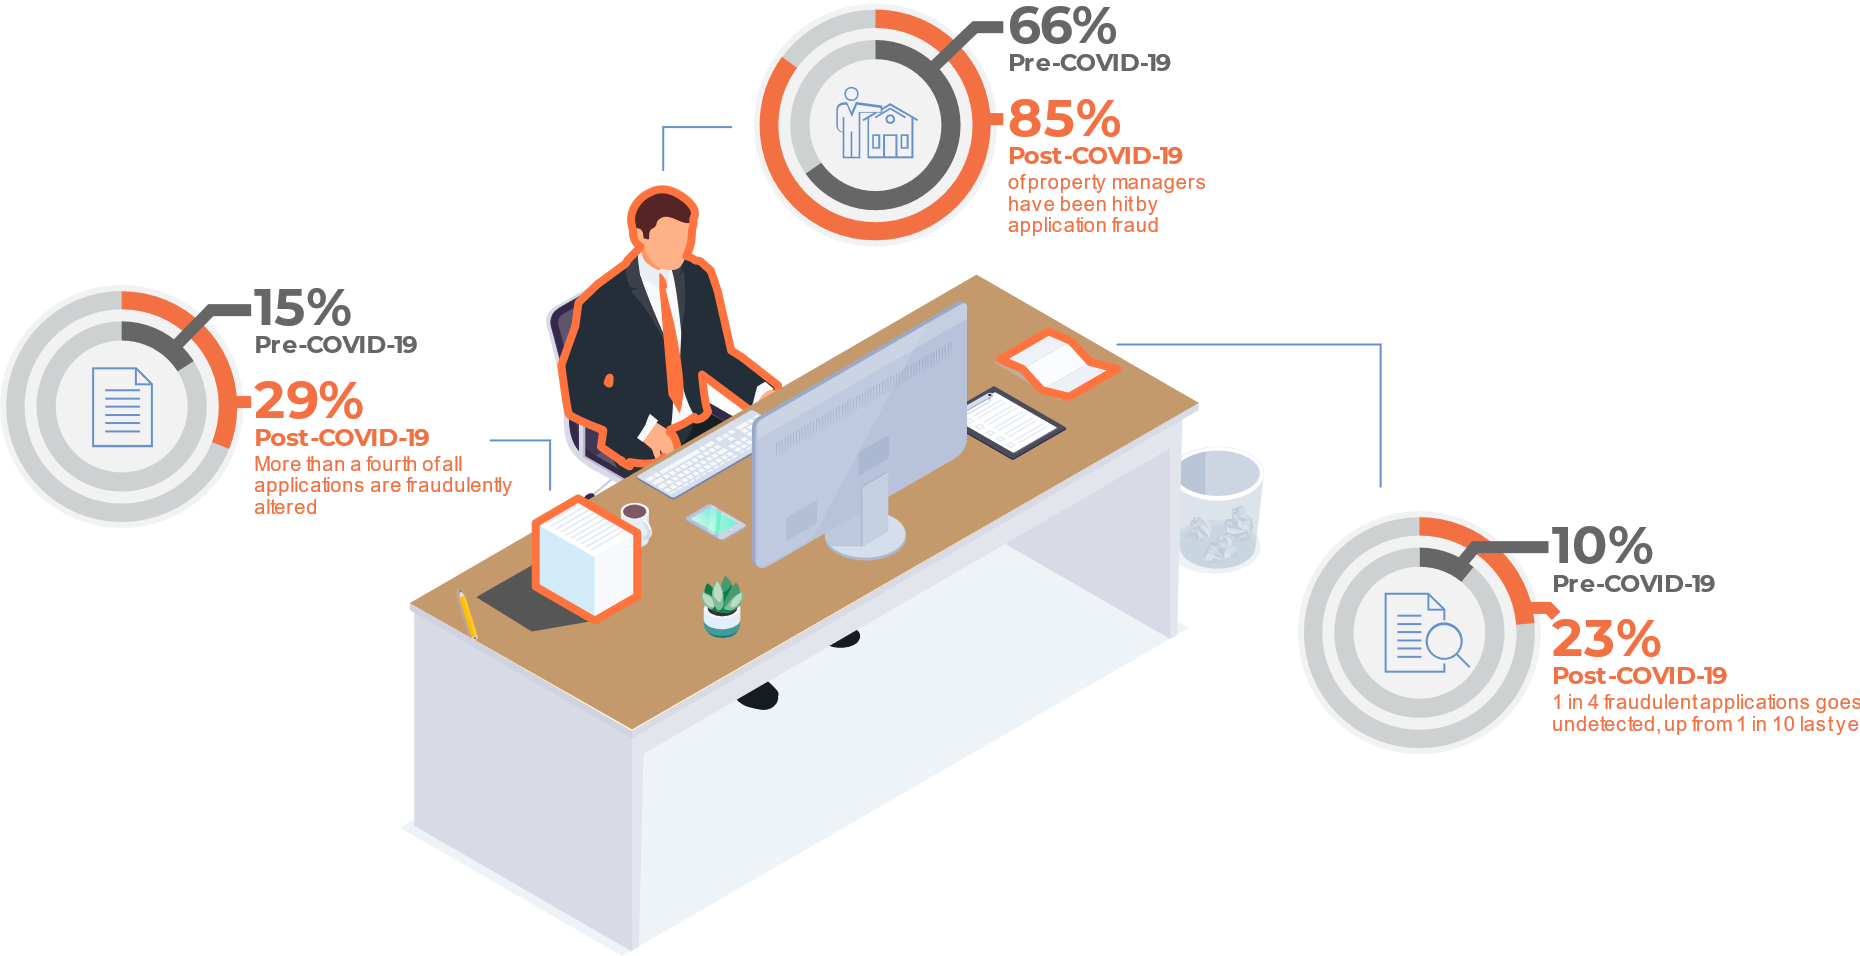 66%
Pre-COVID-19
85%
Post-COVID-19
of property managers
have been hit by
application fraud
15%
Pre-COVID-19
29%
Post-COVID-19
More than a fourth of all
applications are fraudulently
altered
10%
Pre-COVID-19
23%
Post-COVID-19
1 in 4 fraudulent applications goes
undetected, up from 1 in 10 last ye